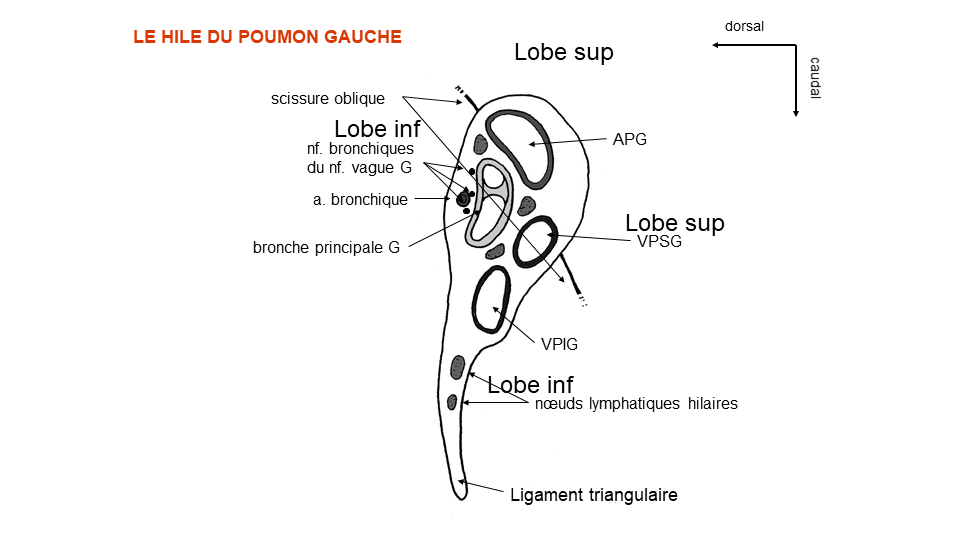 LE HILE DU POUMON GAUCHE
dorsal
caudal
Lobe sup
scissure oblique
Lobe inf
nf. bronchiques
du nf. vague G
a. bronchique
bronche principale G
APG
Lobe sup
VPSG
VPIG
Lobe inf
nœuds lymphatiques hilaires
Ligament triangulaire